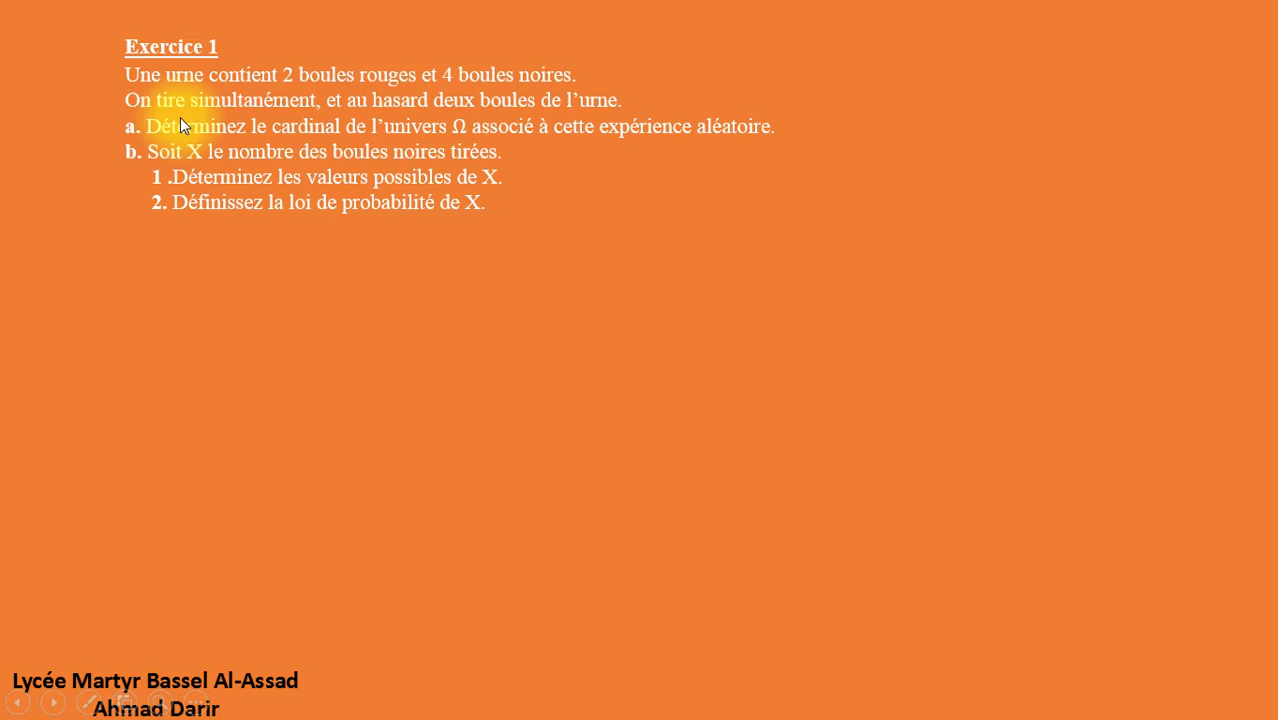 Exercice 1
Une urne contient 2 boules rouges et 4 boules noires.
On tire simultanément, et au hasard deux boules de l’urne.
a. Déterminez le cardinal de l’univers Ω associé à cette expérience aléatoire.
b. Soit X le nombre des boules noires tirées.
1 .Déterminez les valeurs possibles de X.
2. Définissez la loi de probabilité de X.
Lycée Martyr Bassel Al-Assad
Ahmad Darir